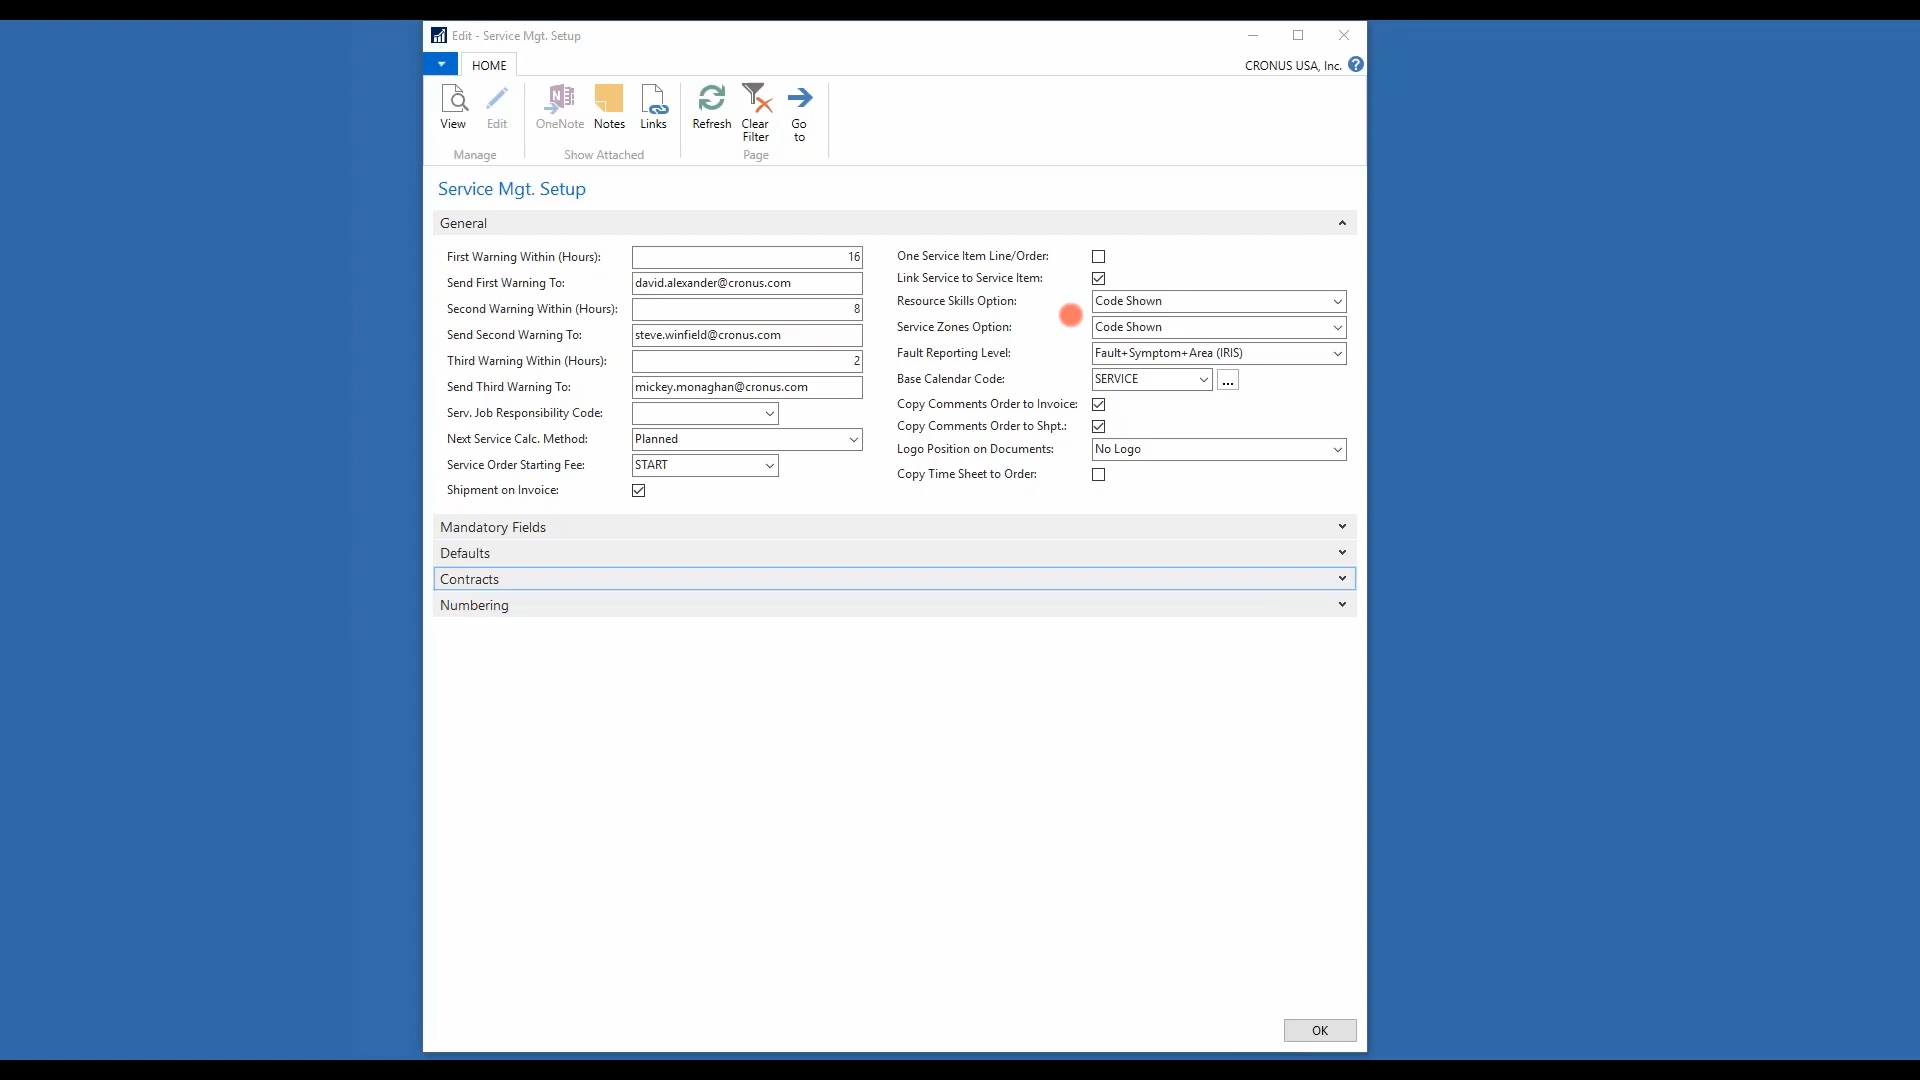 Edit - Service Mgt. Setup
HOME
CRONUS USA, Inc. ?
View Edit OneNote Notes Links Refresh Clear Filter Go to
Manage Show Attached Page
Service Mgt. Setup
General
First Warning Within (Hours): 16
Send First Warning To: david.alexander@cronus.com
Second Warning Within (Hours): 8
Send Second Warning To: steve.winfield@cronus.com
Third Warning Within (Hours): 2
Send Third Warning To: mickey.monaghan@cronus.com
Serv. Job Responsibility Code:
Next Service Calc. Method: Planned
Service Order Starting Fee: START
Shipment on Invoice:
One Service Item Line/Order:
Link Service to Service Item:
Resource Skills Option: Code Shown
Service Zones Option: Code Shown
Fault Reporting Level: Fault+Symptom+Area (IRIS)
Base Calendar Code: SERVICE ...
Copy Comments Order to Invoice:
Copy Comments Order to Shpt.:
Logo Position on Documents: No Logo
Copy Time Sheet to Order:
Mandatory Fields
Defaults
Contracts
Numbering
OK